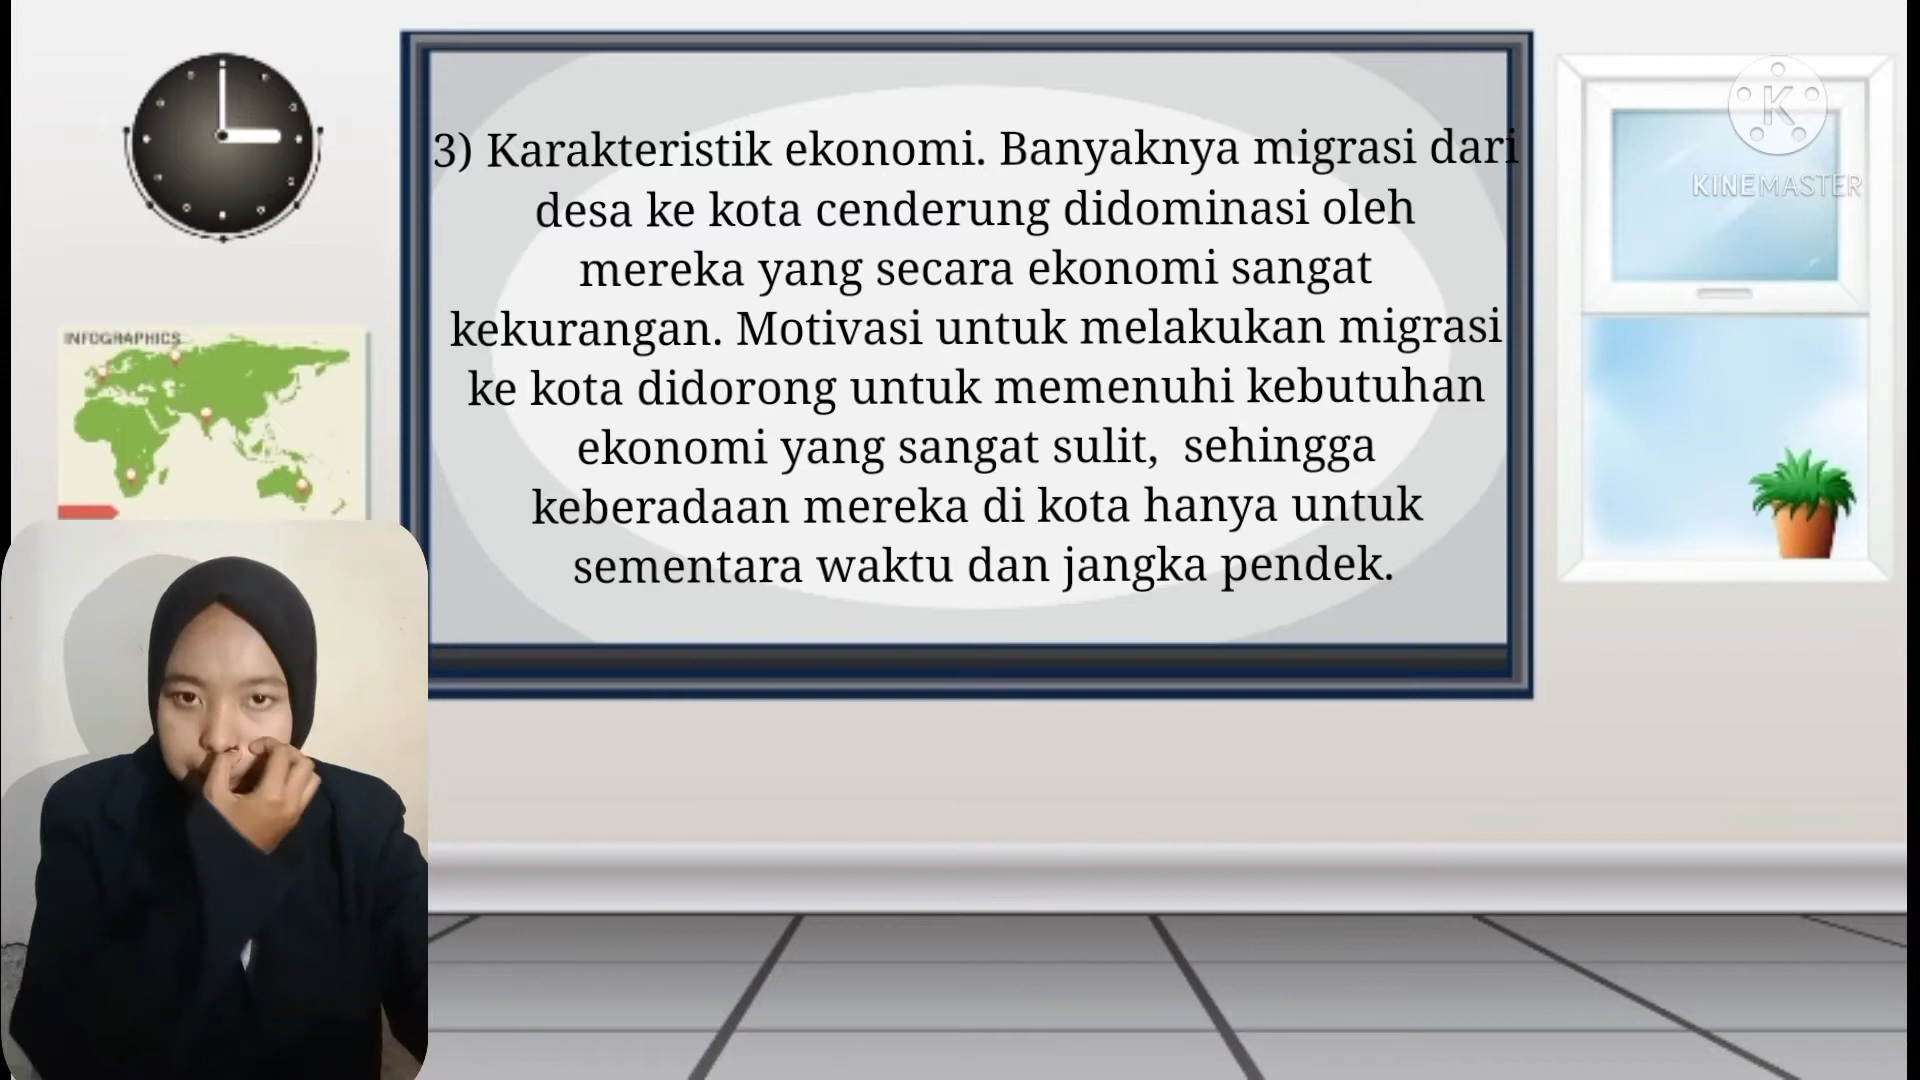 3) Karakteristik ekonomi. Banyaknya migrasi dari
desa ke kota cenderung didominasi oleh
mereka yang secara ekonomi sangat
kekurangan. Motivasi untuk melakukan migrasi
ke kota didorong untuk memenuhi kebutuhan
ekonomi yang sangat sulit,  sehingga
keberadaan mereka di kota hanya untuk
sementara waktu dan jangka pendek.
INFOGRAPHICS
K
KINEMASTER